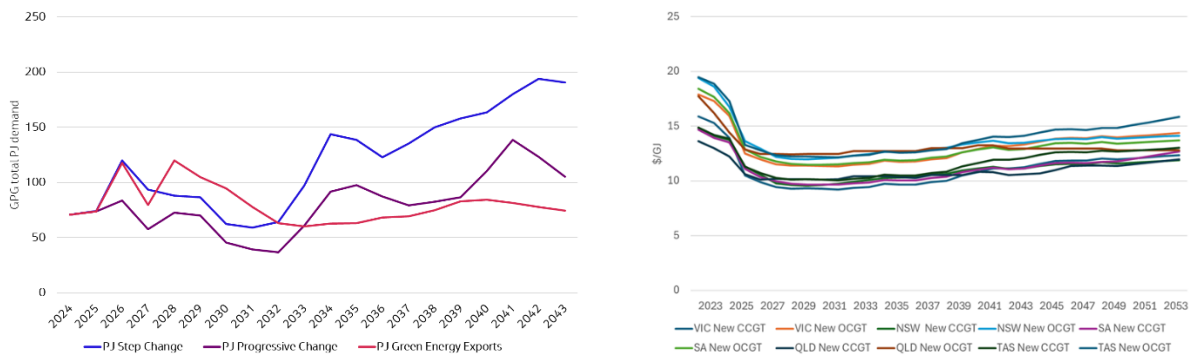 GPG total PJ demand
250
200
150
100
50
0
2024 2025 2026 2027 2028 2029 2030 2031 2032 2033 2034 2035 2036 2037 2038 2039 2040 2041 2042 2043
PJ Step Change PJ Progressive Change PJ Green Energy Exports
$/GJ
25
20
15
10
5
0
2023 2025 2027 2029 2031 2033 2035 2037 2039 2041 2043 2045 2047 2049 2051 2053
VIC New CCGT VIC New OCGT NSW New CCGT NSW New OCGT SA New CCGT
SA New OCGT QLD New CCGT QLD New OCGT TAS New CCGT TAS New OCGT